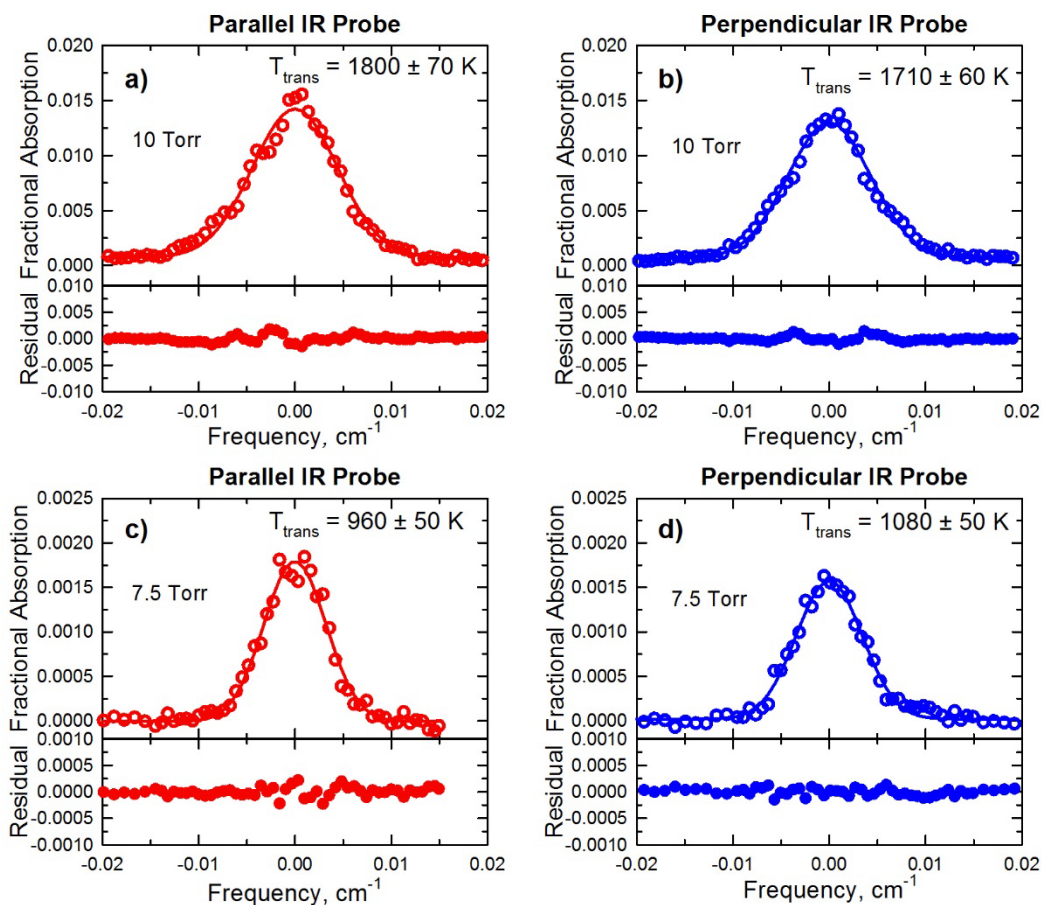 Parallel IR Probe
a)
T_trans = 1800 ± 70 K
10 Torr
Fractional Absorption
0.020
0.015
0.010
0.005
0.000
Residual
0.010
0.005
0.000
-0.005
-0.010
-0.02 -0.01 0.00 0.01 0.02
Frequency, cm⁻¹
Perpendicular IR Probe
b)
T_trans = 1710 ± 60 K
10 Torr
Fractional Absorption
0.020
0.015
0.010
0.005
0.000
Residual
0.010
0.005
0.000
-0.005
-0.010
-0.02 -0.01 0.00 0.01 0.02
Frequency, cm⁻¹
Parallel IR Probe
c)
T_trans = 960 ± 50 K
7.5 Torr
Fractional Absorption
0.0025
0.0020
0.0015
0.0010
0.0005
0.0000
Residual
0.0010
0.0005
0.0000
-0.0005
-0.0010
-0.02 -0.01 0.00 0.01 0.02
Frequency, cm⁻¹
Perpendicular IR Probe
d)
T_trans = 1080 ± 50 K
7.5 Torr
Fractional Absorption
0.0025
0.0020
0.0015
0.0010
0.0005
0.0000
Residual
0.0010
0.0005
0.0000
-0.0005
-0.0010
-0.02 -0.01 0.00 0.01 0.02
Frequency, cm⁻¹